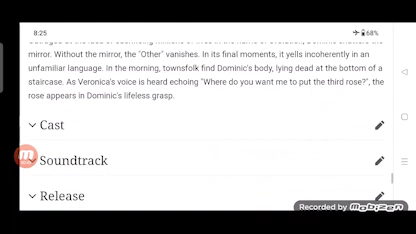 8:25
68%
mirror. Without the mirror, the "Other" vanishes. In its final moments, it yells incoherently in an
unfamiliar language. In the morning, townsfolk find Dominic's body, lying dead at the bottom of a
staircase. As Veronica's voice is heard echoing "Where do you want me to put the third rose?", the
rose appears in Dominic's lifeless grasp.
Cast
Soundtrack
Release
Recorded by Mobizen